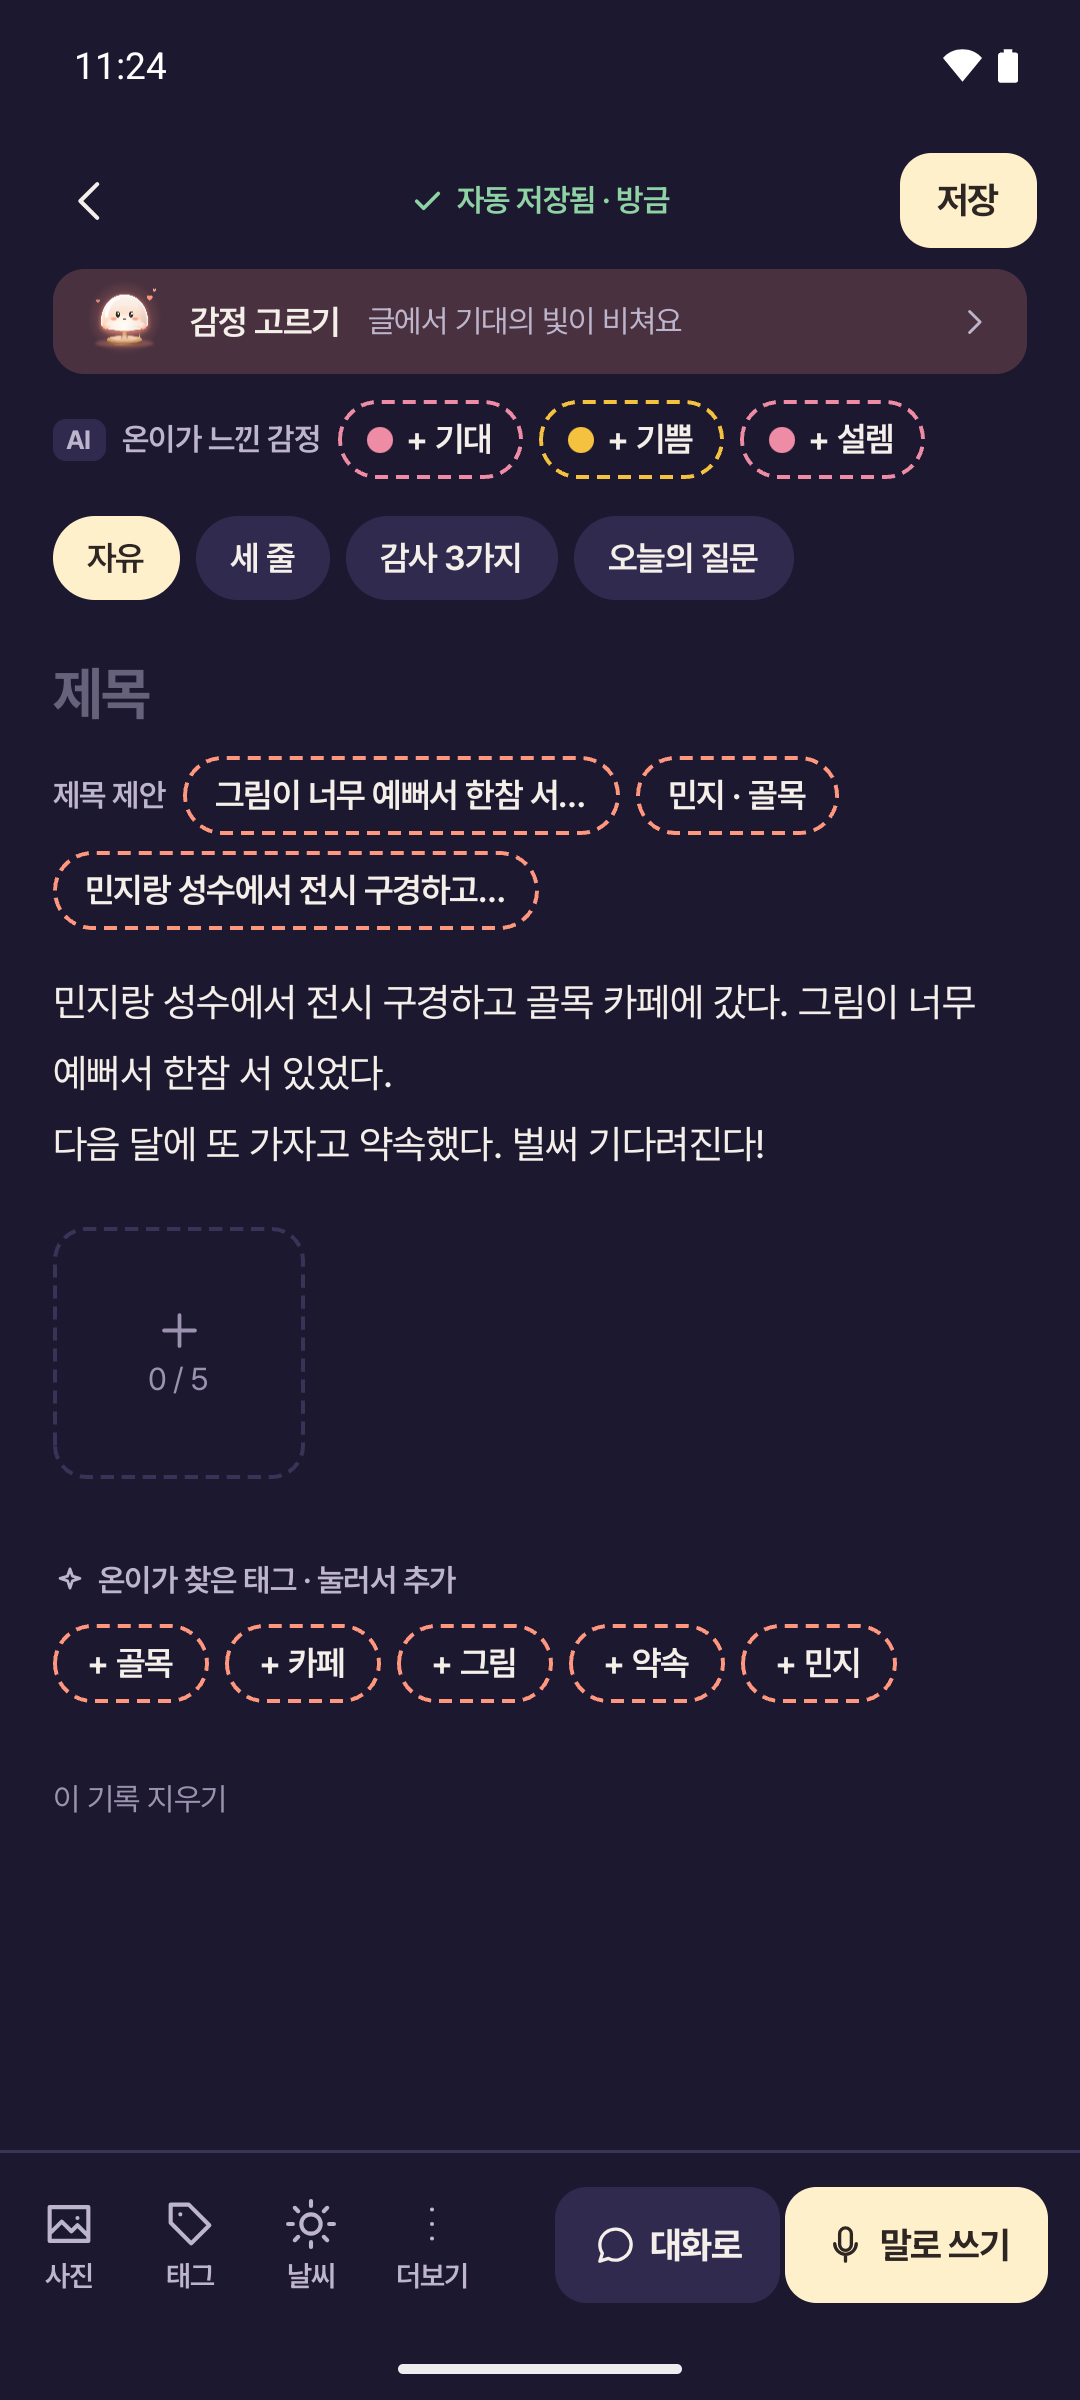 11:24
자동 저장됨 · 방금
저장
감정 고르기 글에서 기대의 빛이 비쳐요
AI 온이가 느낀 감정 + 기대 + 기쁨 + 설렘
자유 세 줄 감사 3가지 오늘의 질문
제목
제목 제안 그림이 너무 예뻐서 한참 서... 민지 · 골목
민지랑 성수에서 전시 구경하고...
민지랑 성수에서 전시 구경하고 골목 카페에 갔다. 그림이 너무
예뻐서 한참 서 있었다.
다음 달에 또 가자고 약속했다. 벌써 기다려진다!
0 / 5
온이가 찾은 태그 · 눌러서 추가
+ 골목 + 카페 + 그림 + 약속 + 민지
이 기록 지우기
사진 태그 날씨 더보기 대화로 말로 쓰기